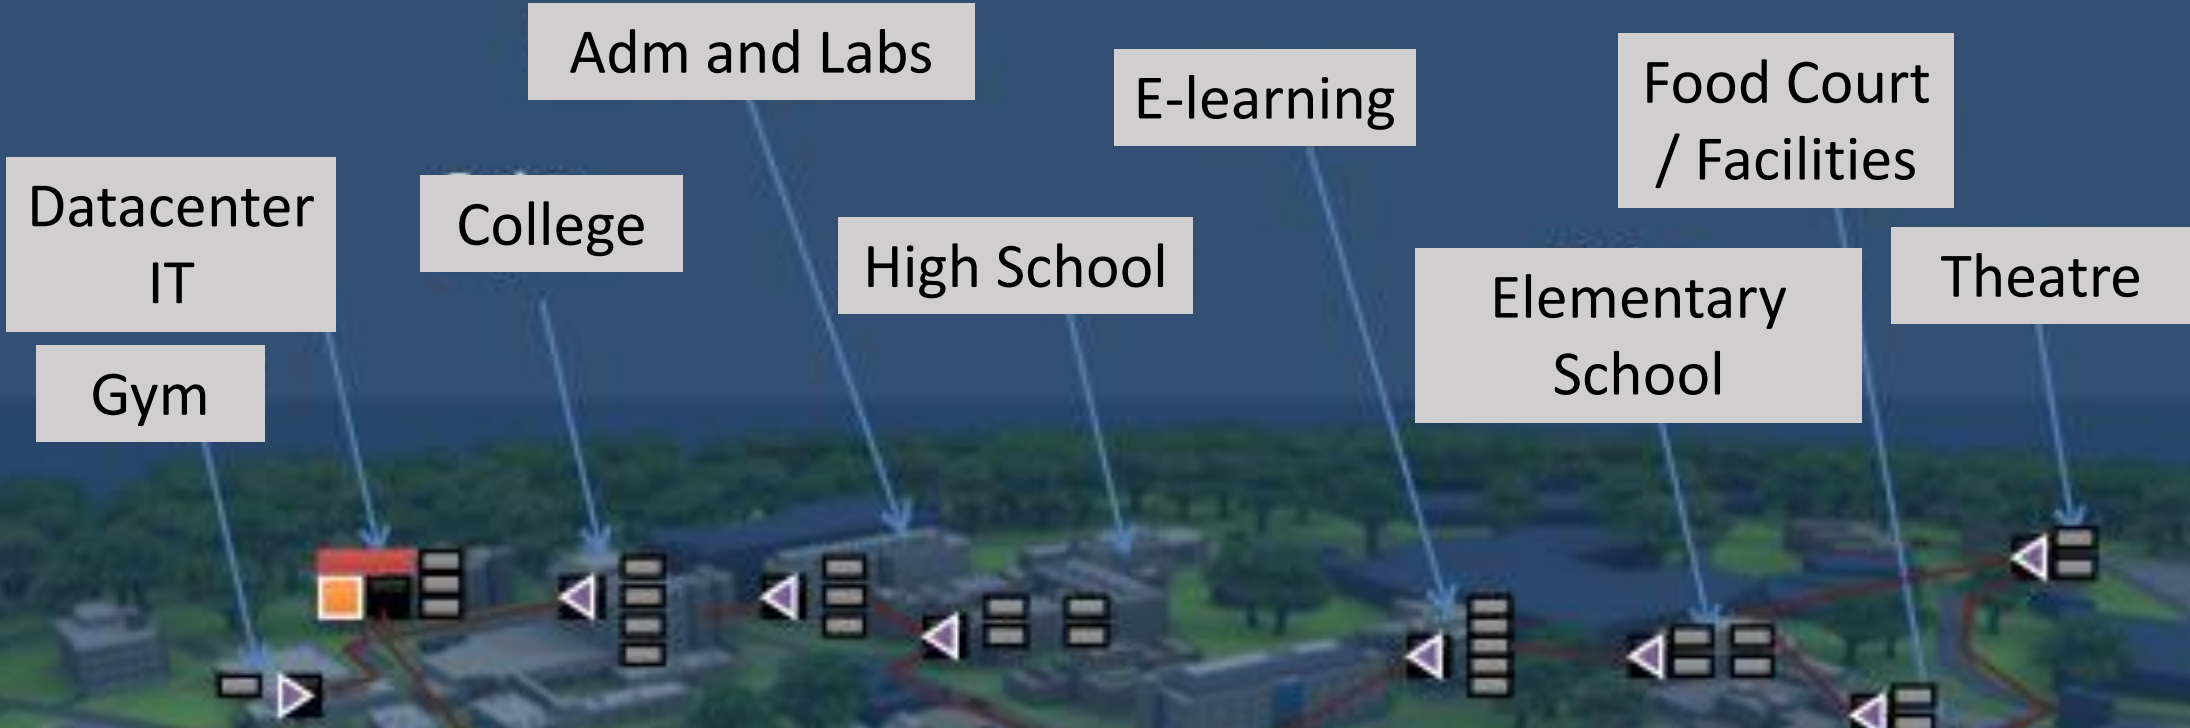 Adm and Labs
E-learning
Food Court
/ Facilities
Datacenter
IT
College
High School
Elementary
School
Theatre
Gym